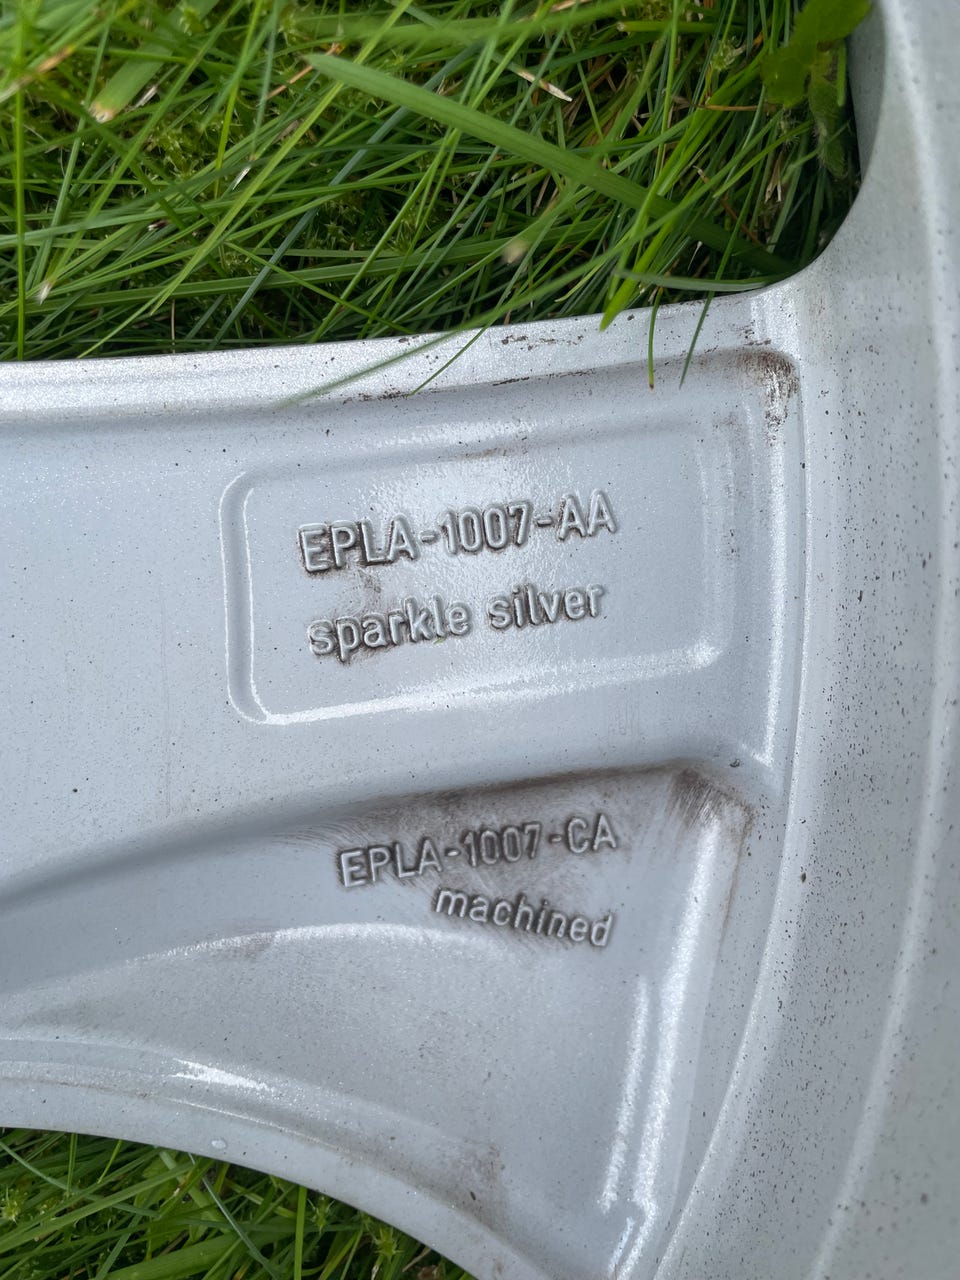 EPLA-1007-AA
sparkle silver
EPLA-1007-CA
machined